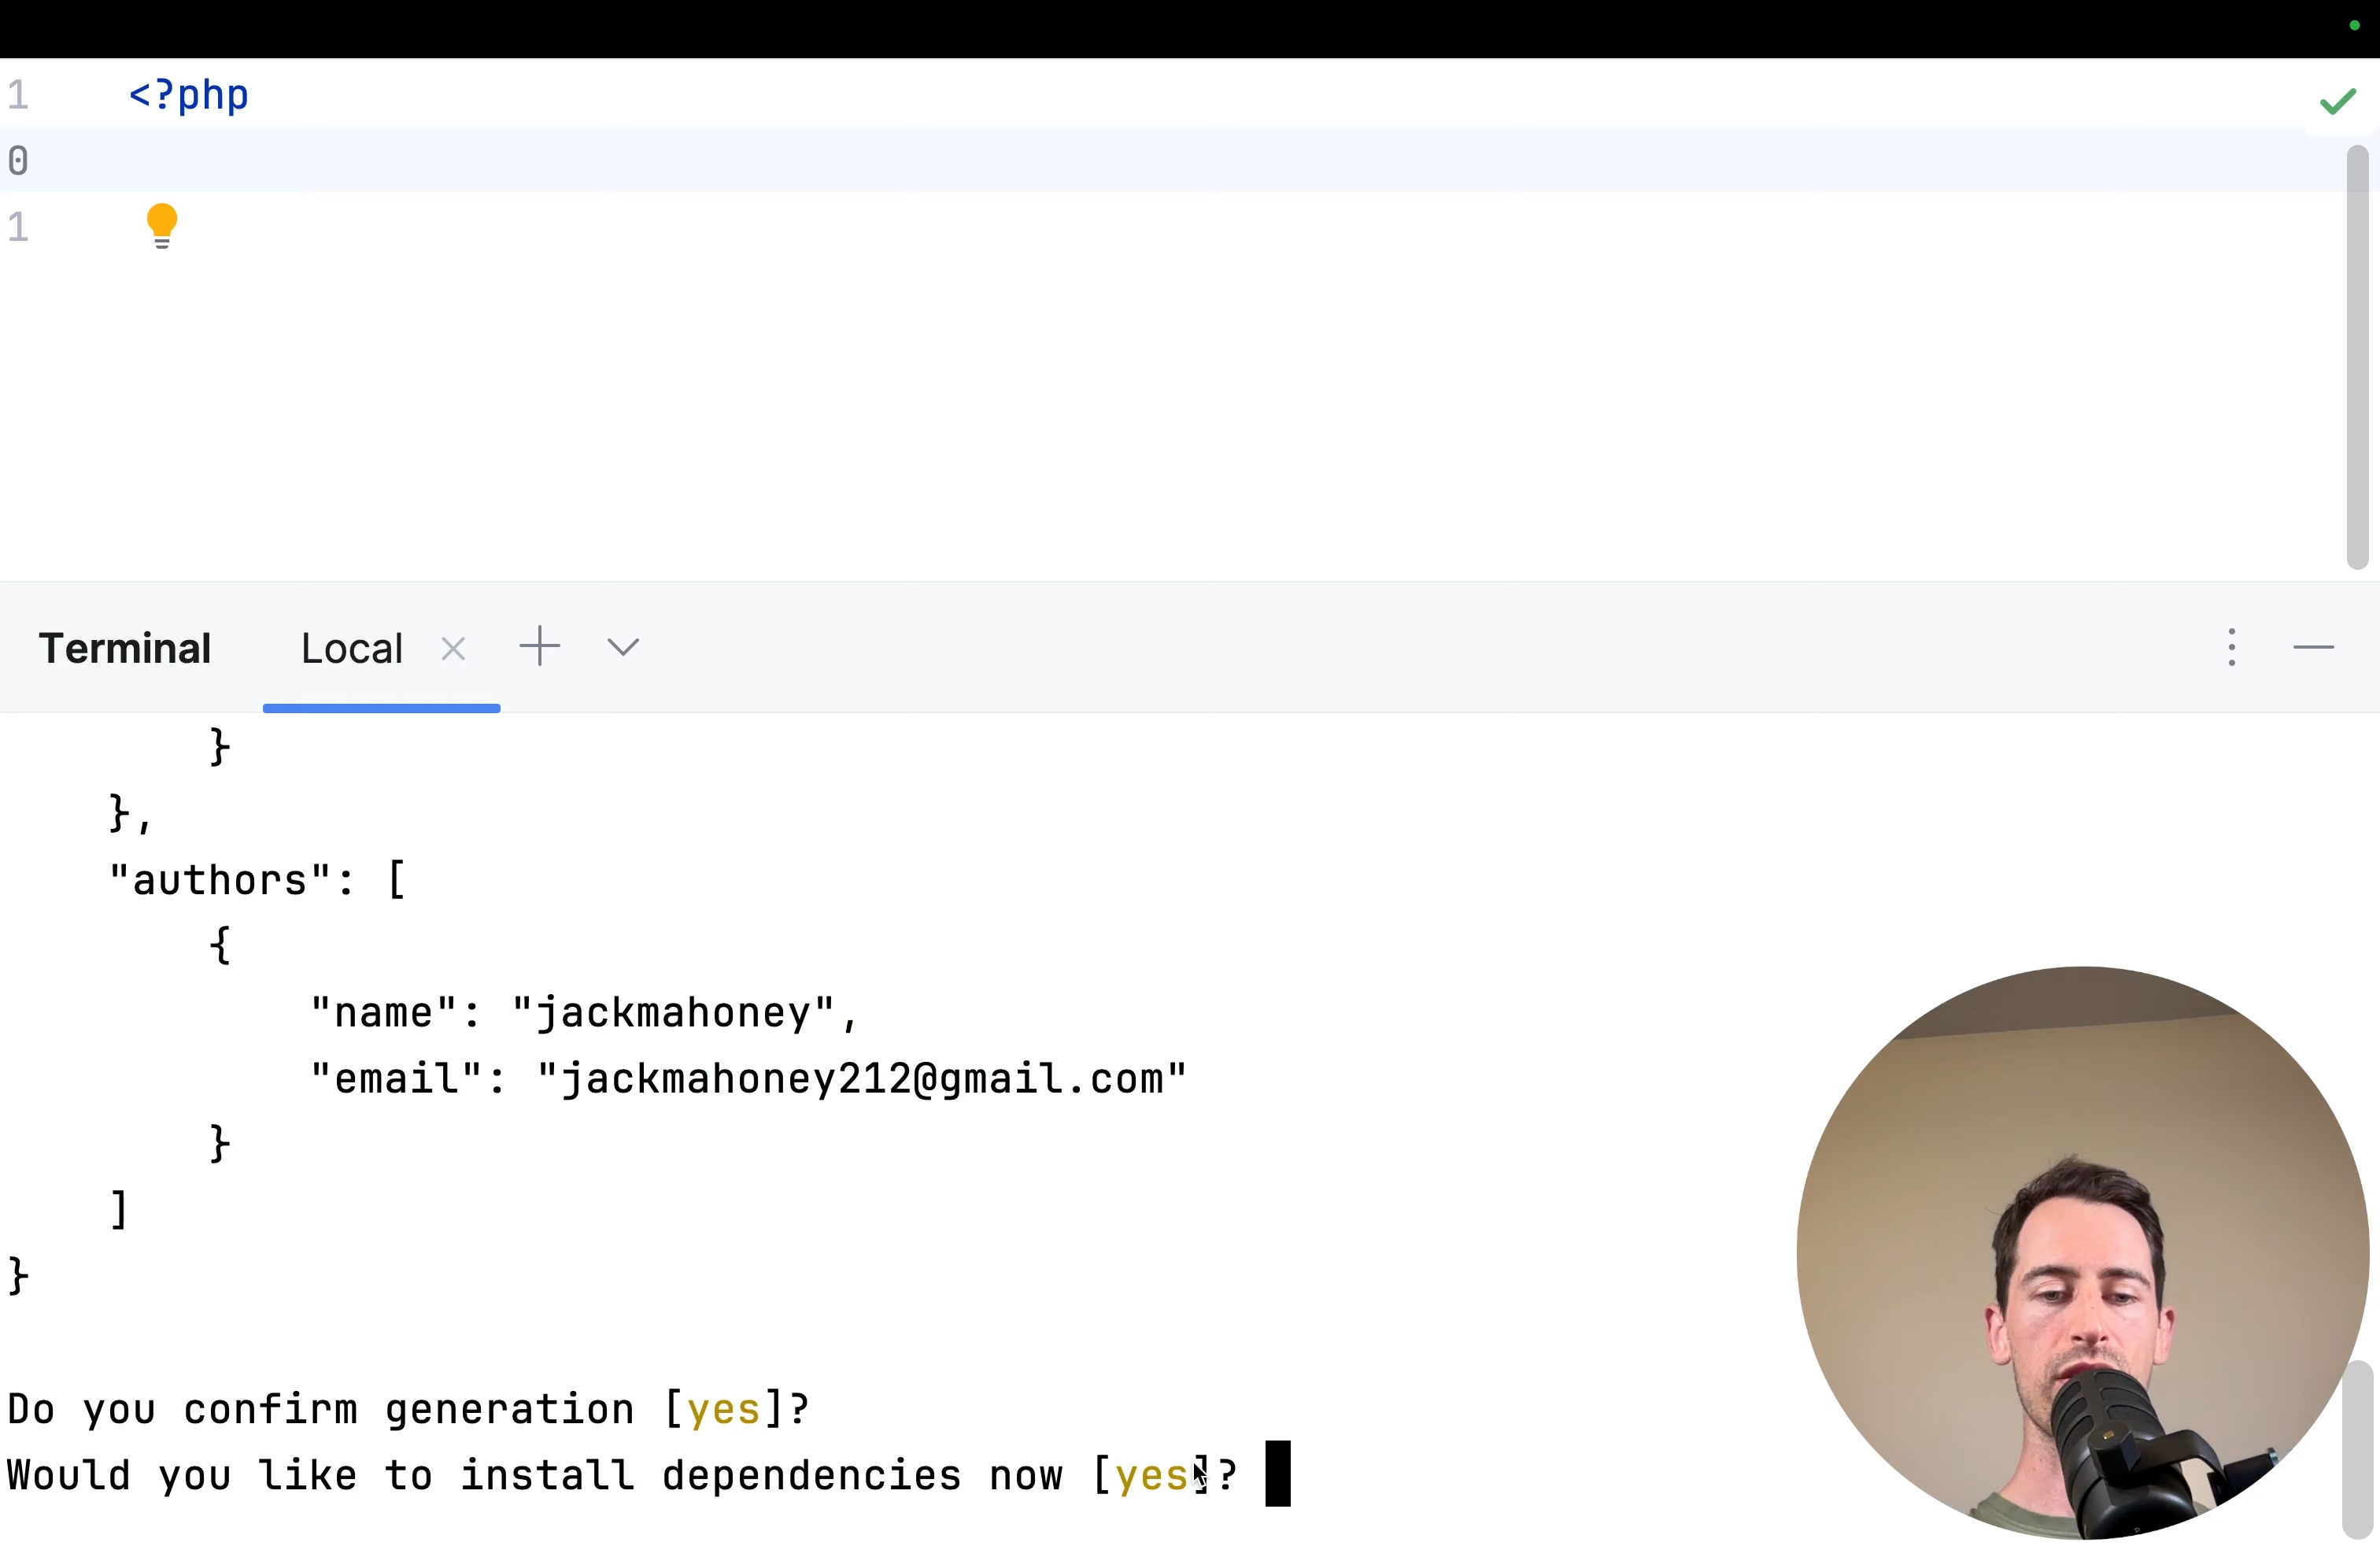 1 <?php
0
1
Terminal Local
}
},
"authors": [
{
"name": "jackmahoney",
"email": "jackmahoney212@gmail.com"
}
]
}
Do you confirm generation [yes]?
Would you like to install dependencies now [yes]?